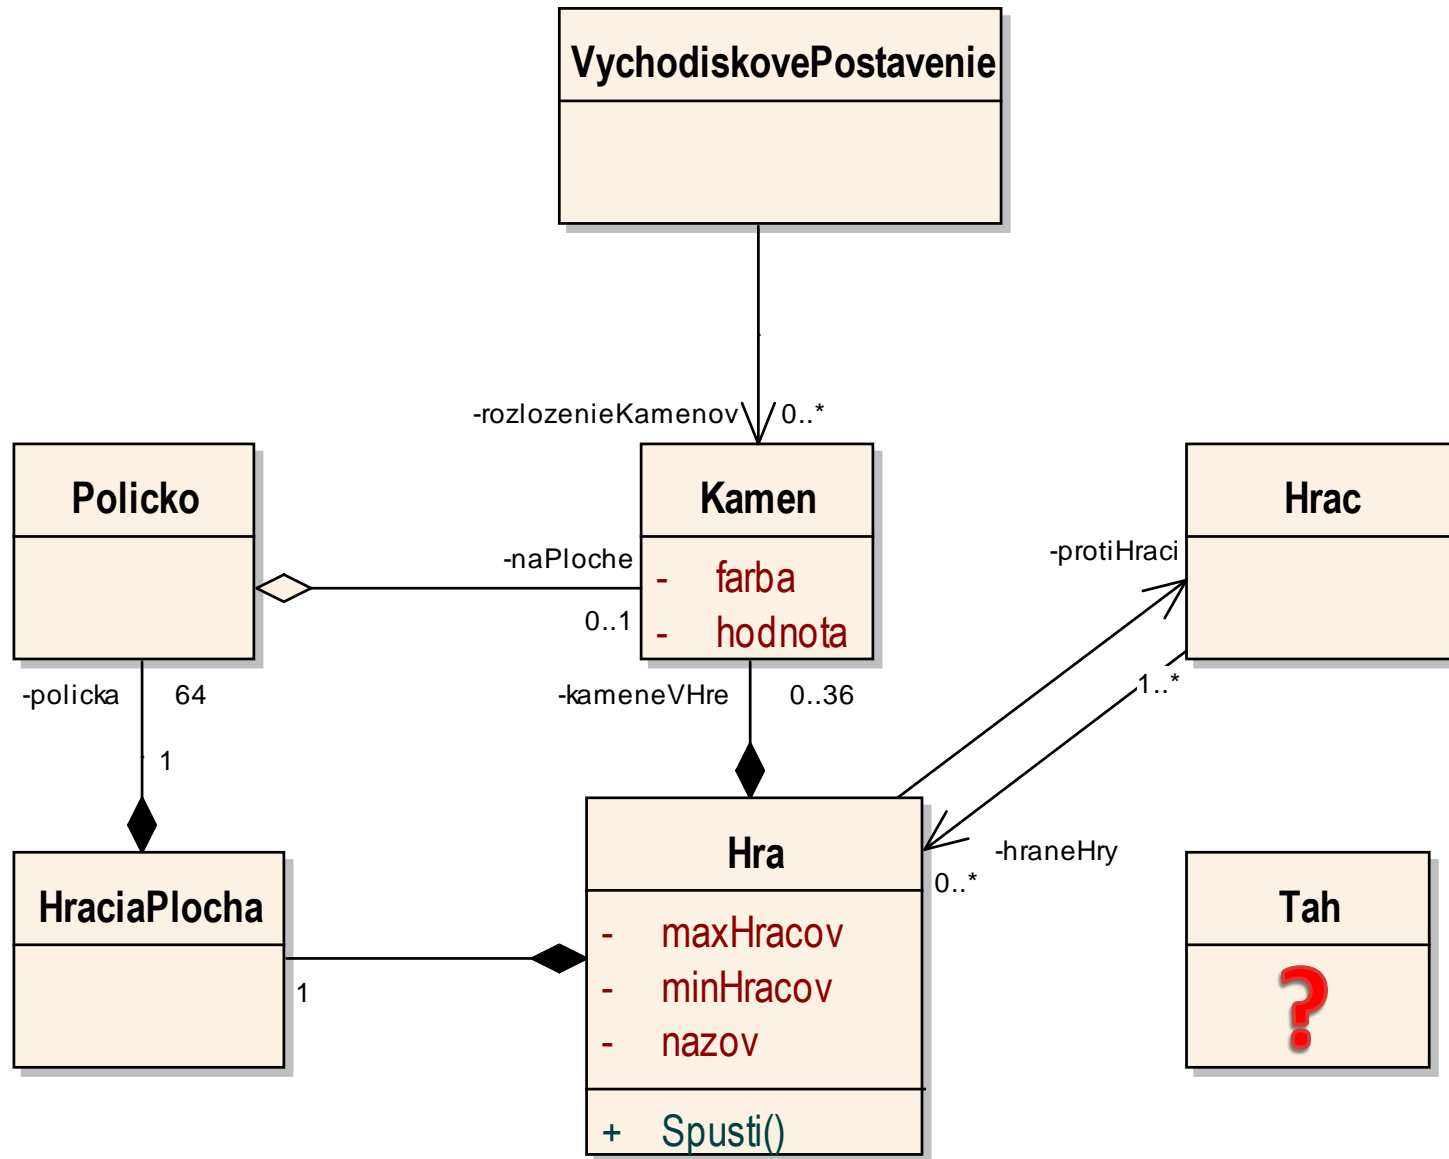 VychodiskovePostavenie
-rozlozenieKamenov 0..*
Policko
Kamen
- farba
- hodnota
Hrac
-naPloche
0..1
-protiHraci
1..*
-policka 64
1
-kameneVHre 0..36
HraciaPlocha
1
Hra
- maxHracov
- minHracov
- nazov
+ Spusti()
-hraneHry
0..*
Tah
?